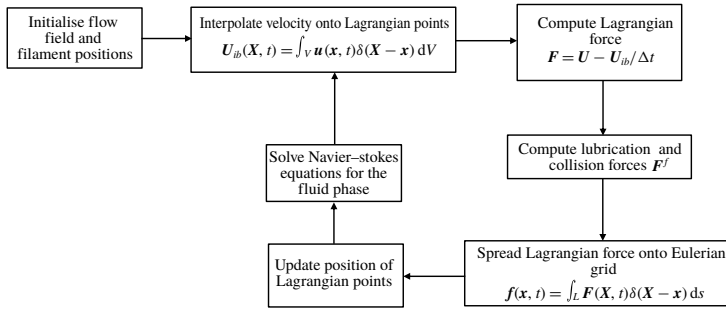 Initialise flow
field and
filament positions
Interpolate velocity onto Lagrangian points
U_ib(X, t) = ∫_V u(x, t)δ(X − x) dV
Compute Lagrangian
force
F = U − U_ib/Δt
Compute lubrication and
collision forces F^f
Spread Lagrangian force onto Eulerian
grid
f(x, t) = ∫_L F(X, t)δ(X − x) ds
Update position of
Lagrangian points
Solve Navier–stokes
equations for the
fluid phase